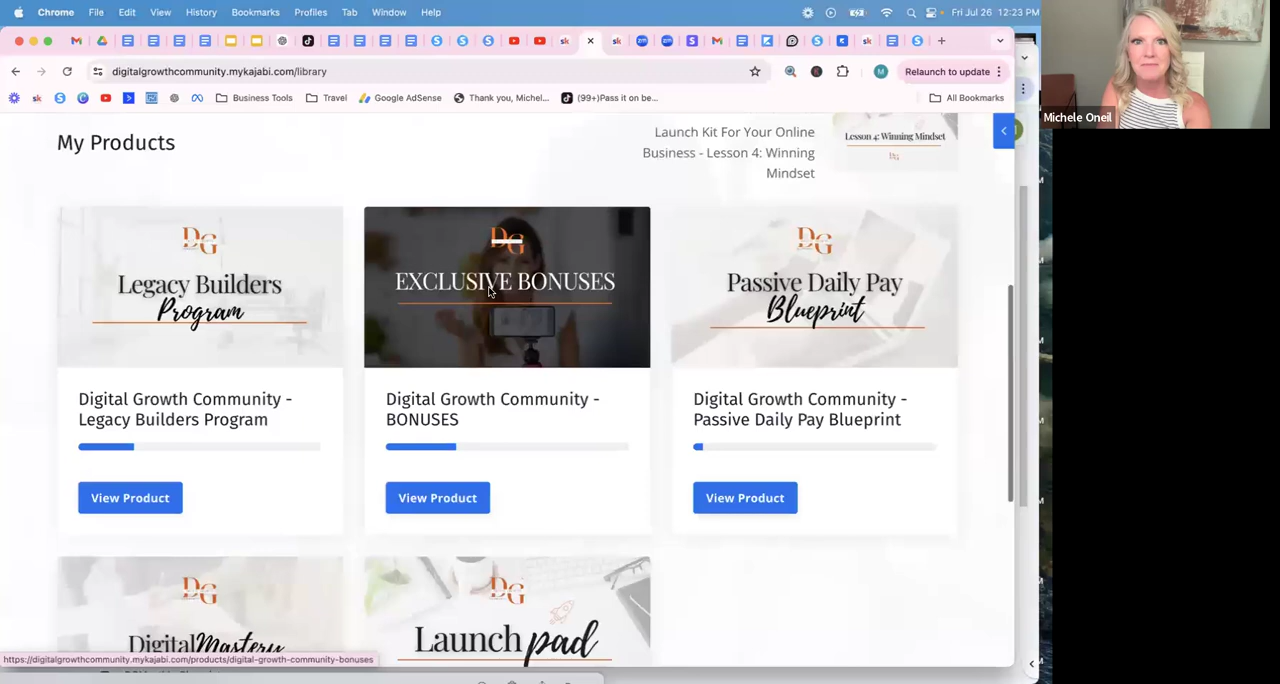 Chrome File Edit View History Bookmarks Profiles Tab Window Help
Fri Jul 26 12:23 PM
digitalgrowthcommunity.mykajabi.com/library
Relaunch to update
Business Tools
Travel
Google AdSense
Thank you, Michel...
(99+)Pass it on be...
All Bookmarks
Michele Oneil
My Products
Launch Kit For Your Online
Business - Lesson 4: Winning
Mindset
Lesson 4: Winning Mindset
DG
Legacy Builders
Program
DG
EXCLUSIVE BONUSES
DG
Passive Daily Pay
Blueprint
Digital Growth Community -
Legacy Builders Program
View Product
Digital Growth Community -
BONUSES
View Product
Digital Growth Community -
Passive Daily Pay Blueprint
View Product
DG
Digital Mastery
DG
Launch pad
https://digitalgrowthcommunity.mykajabi.com/products/digital-growth-community-bonuses